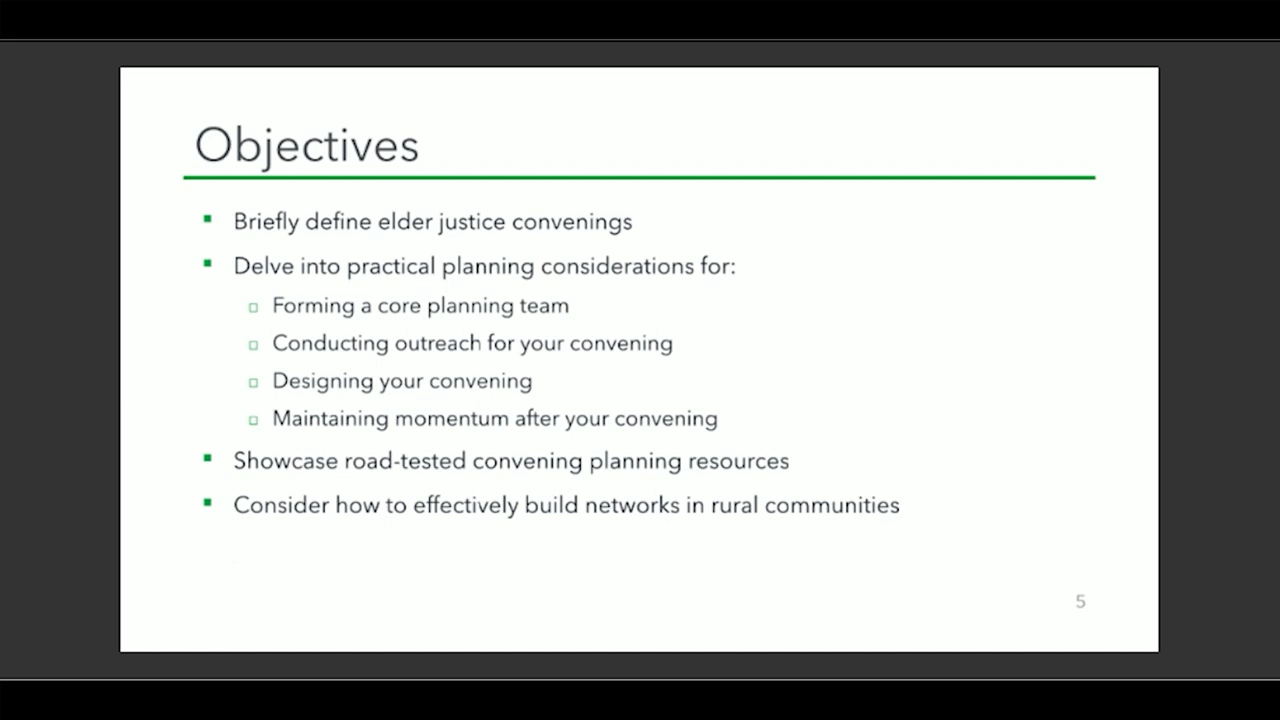 Objectives
Briefly define elder justice convenings
Delve into practical planning considerations for:
Forming a core planning team
Conducting outreach for your convening
Designing your convening
Maintaining momentum after your convening
Showcase road-tested convening planning resources
Consider how to effectively build networks in rural communities
5